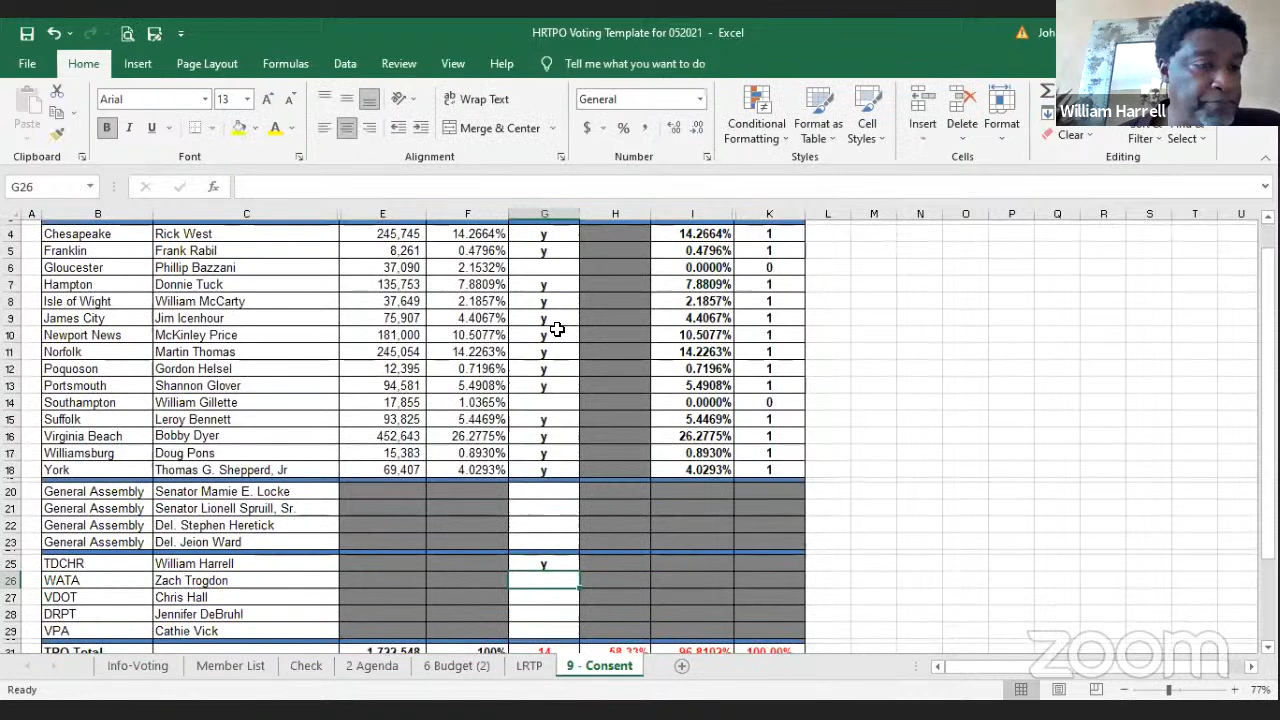 HRTPO Voting Template for 052021 - Excel
File Home Insert Page Layout Formulas Data Review View Help Tell me what you want to do
William Harrell
Paste
Arial 13
B I U
Wrap Text
Merge & Center
General
$ % ,
Conditional Formatting
Format as Table
Cell Styles
Insert Delete Format
Clear
Filter Select
Clipboard Font Alignment Number Styles Cells Editing
G26 fx
A B C E F G H I K L M N O P Q R S T U
4 Chesapeake Rick West 245,745 14.2664% y 14.2664% 1
5 Franklin Frank Rabil 8,261 0.4796% y 0.4796% 1
6 Gloucester Phillip Bazzani 37,090 2.1532% 0.0000% 0
7 Hampton Donnie Tuck 135,753 7.8809% y 7.8809% 1
8 Isle of Wight William McCarty 37,649 2.1857% y 2.1857% 1
9 James City Jim Icenhour 75,907 4.4067% y 4.4067% 1
10 Newport News McKinley Price 181,000 10.5077% y 10.5077% 1
11 Norfolk Martin Thomas 245,054 14.2263% y 14.2263% 1
12 Poquoson Gordon Helsel 12,395 0.7196% y 0.7196% 1
13 Portsmouth Shannon Glover 94,581 5.4908% y 5.4908% 1
14 Southampton William Gillette 17,855 1.0365% 0.0000% 0
15 Suffolk Leroy Bennett 93,825 5.4469% y 5.4469% 1
16 Virginia Beach Bobby Dyer 452,643 26.2775% y 26.2775% 1
17 Williamsburg Doug Pons 15,383 0.8930% y 0.8930% 1
18 York Thomas G. Shepperd, Jr 69,407 4.0293% y 4.0293% 1
20 General Assembly Senator Mamie E. Locke
21 General Assembly Senator Lionell Spruill, Sr.
22 General Assembly Del. Stephen Heretick
23 General Assembly Del. Jeion Ward
25 TDCHR William Harrell y
26 WATA Zach Trogdon
27 VDOT Chris Hall
28 DRPT Jennifer DeBruhl
29 VPA Cathie Vick
31 TPO Total 100% 14 100.00%
Info-Voting Member List Check 2 Agenda 6 Budget (2) LRTP 9 - Consent
Ready 77%
zoom